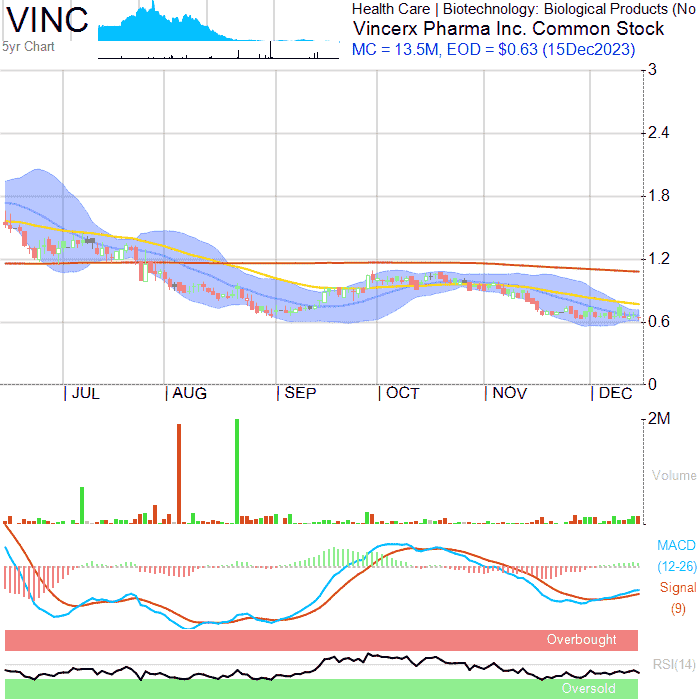 VINC
5yr Chart
Health Care | Biotechnology: Biological Products (No
Vincerx Pharma Inc. Common Stock
MC = 13.5M, EOD = $0.63 (15Dec2023)
3
2.4
1.8
1.2
0.6
0
JUL AUG SEP OCT NOV DEC
2M
Volume
MACD
(12-26)
Signal
(9)
Overbought
RSI(14)
Oversold